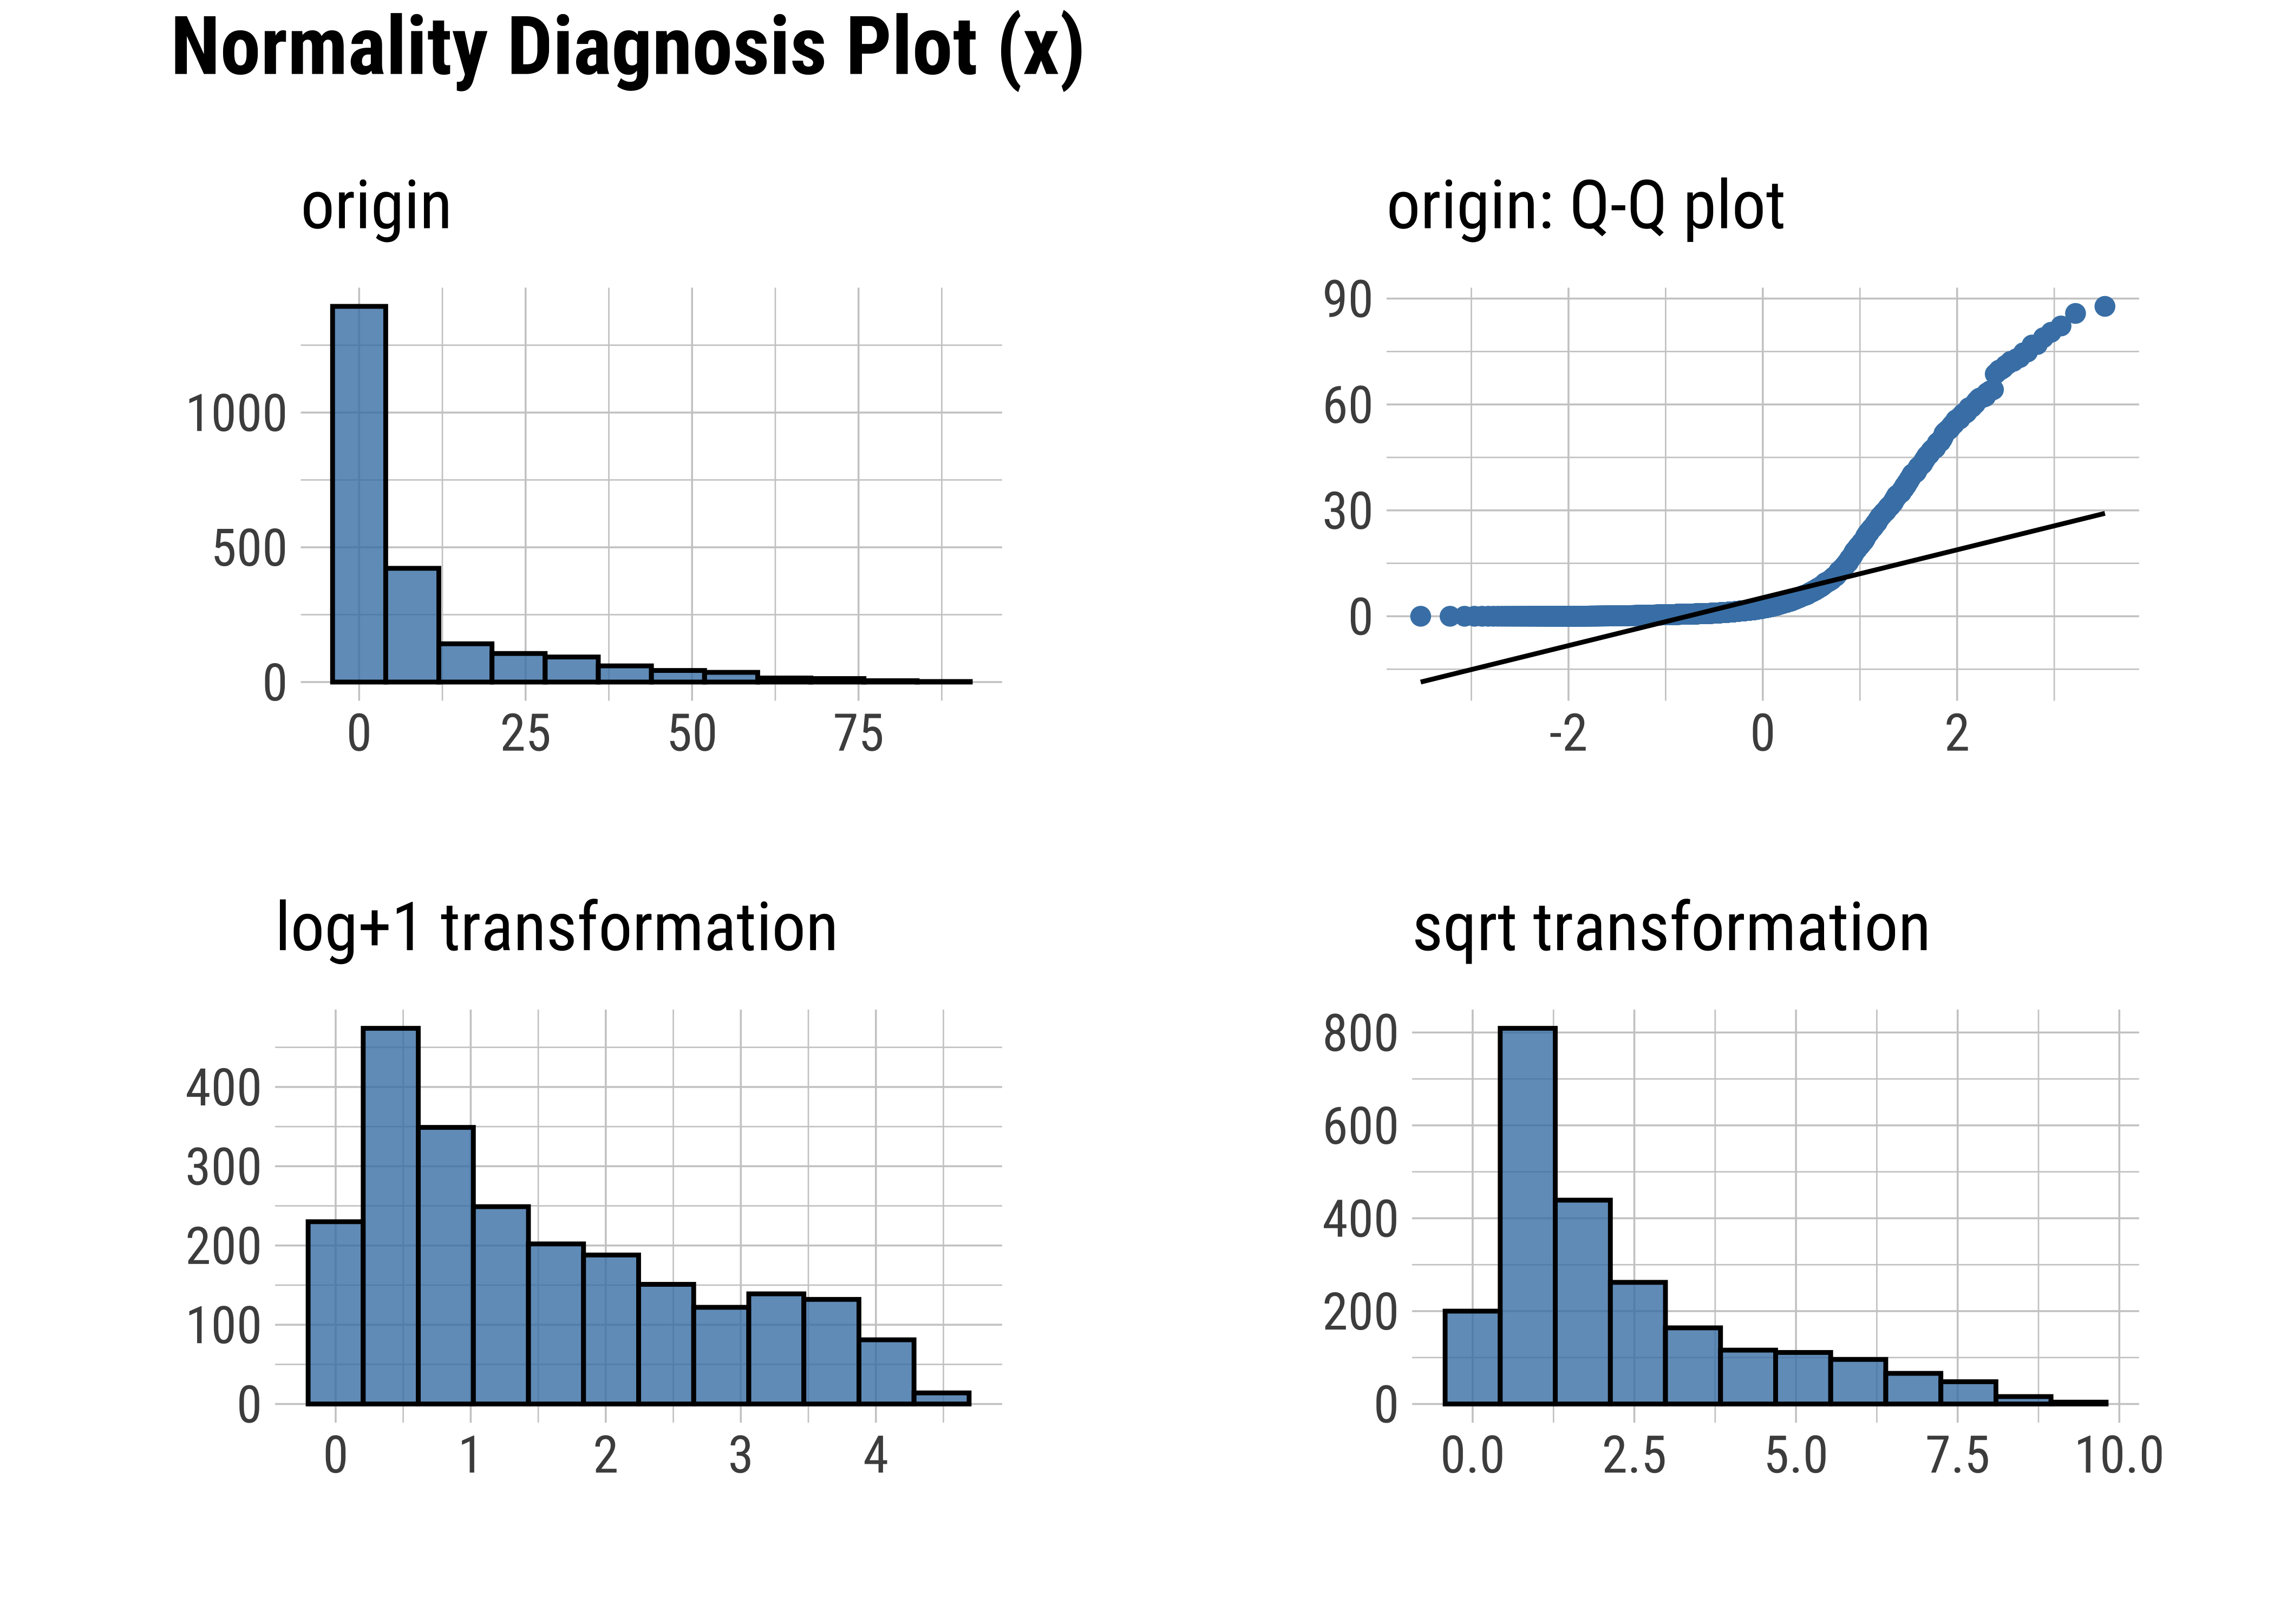 Normality Diagnosis Plot (x)
origin
1000
500
0
0 25 50 75
origin: Q-Q plot
90
60
30
0
-2 0 2
log+1 transformation
400
300
200
100
0
0 1 2 3 4
sqrt transformation
800
600
400
200
0
0.0 2.5 5.0 7.5 10.0